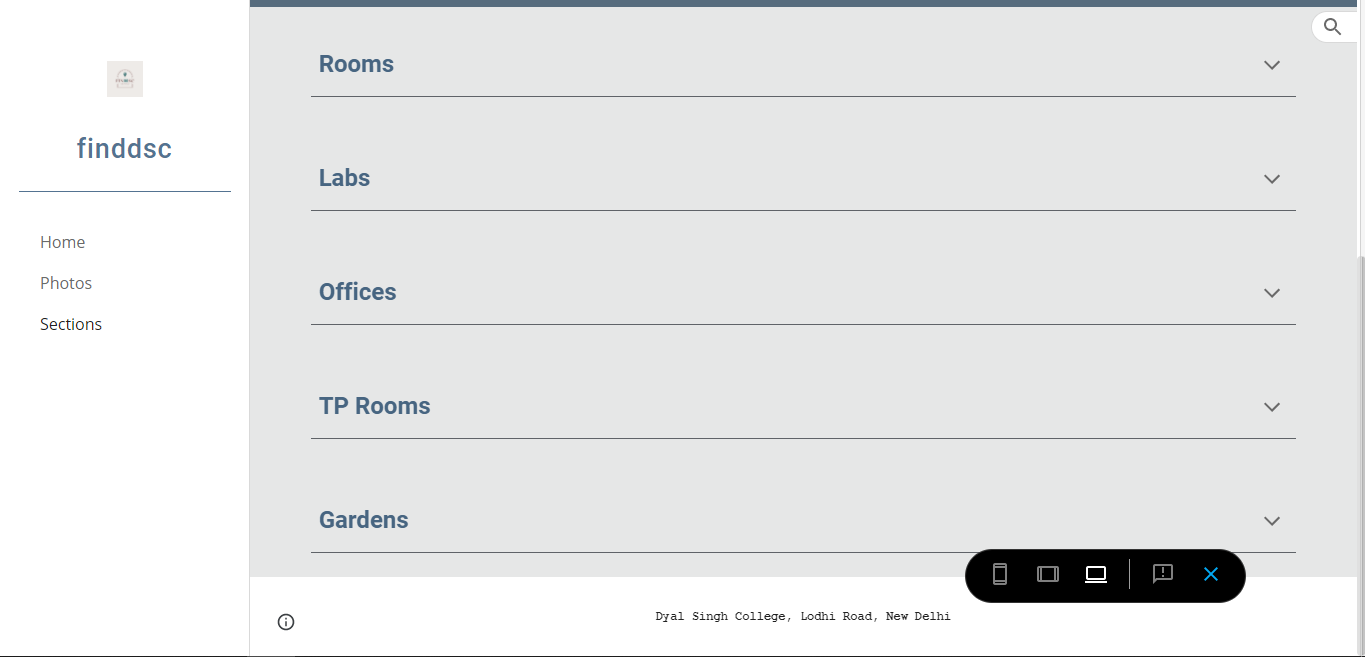 finddsc
Home
Photos
Sections
Rooms
Labs
Offices
TP Rooms
Gardens
Dyal Singh College, Lodhi Road, New Delhi